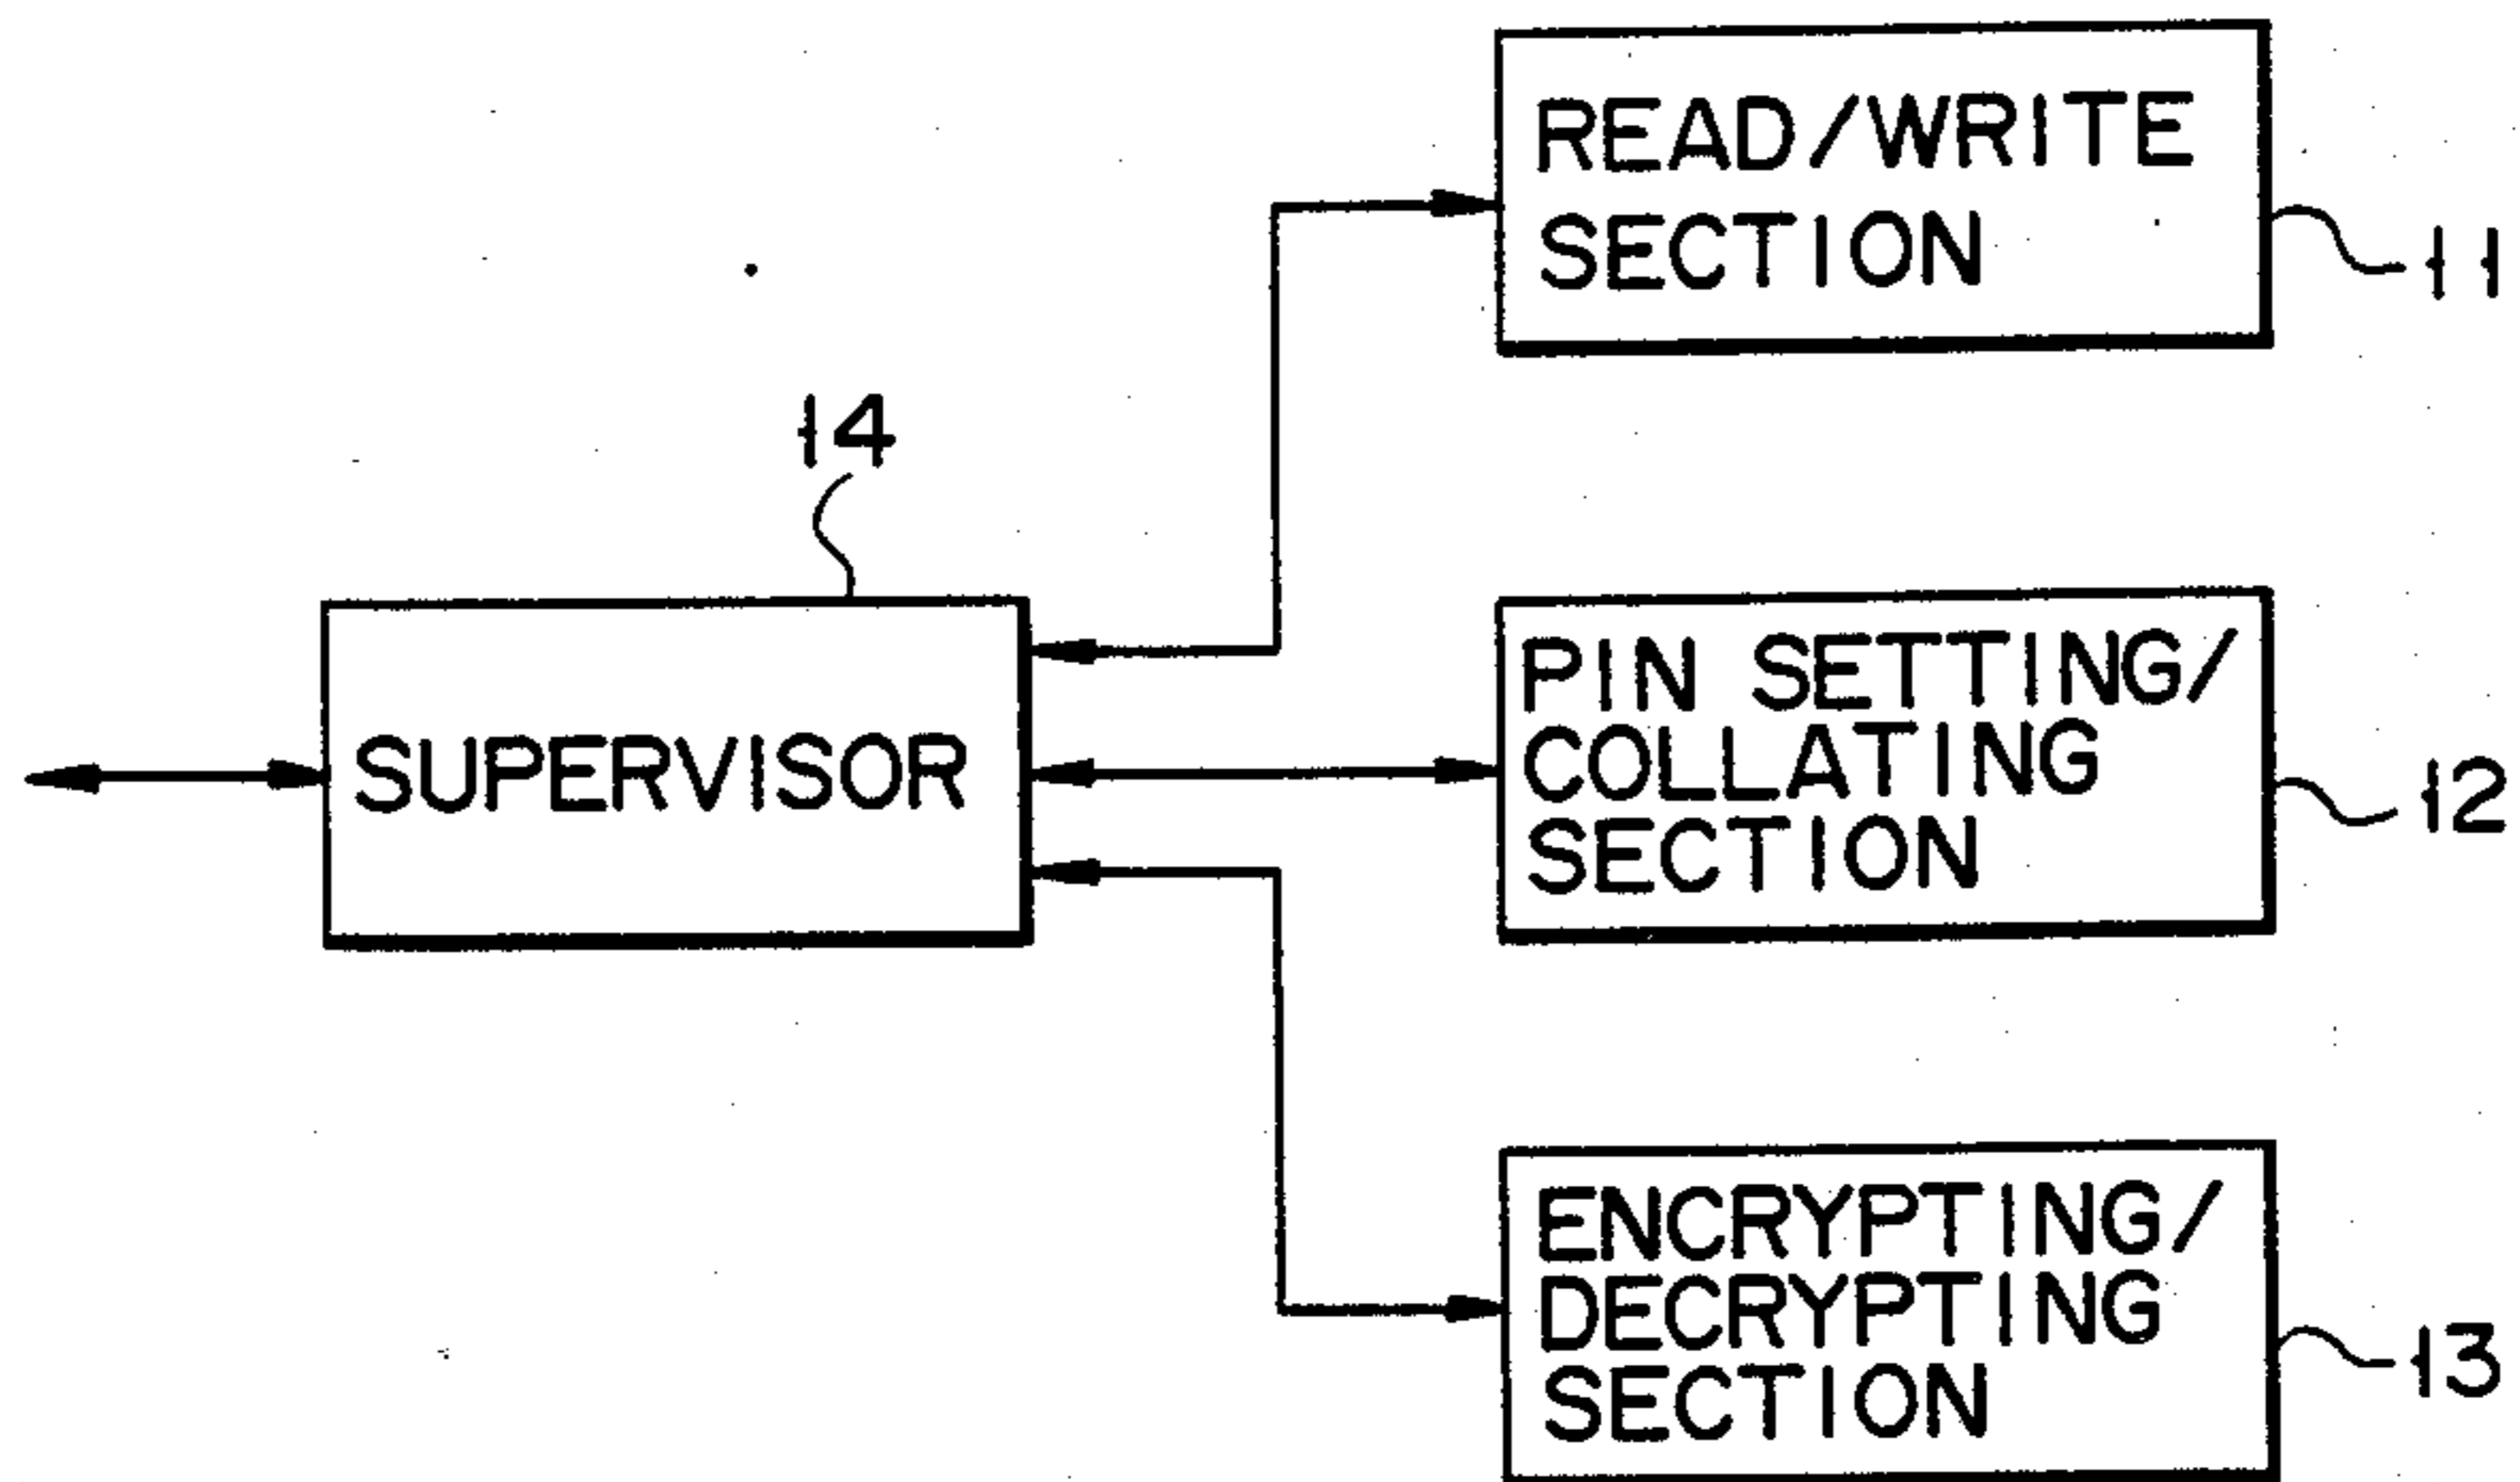 READ/WRITE
SECTION
11
14
SUPERVISOR
PIN SETTING/
COLLATING
SECTION
12
ENCRYPTING/
DECRYPTING
SECTION
13